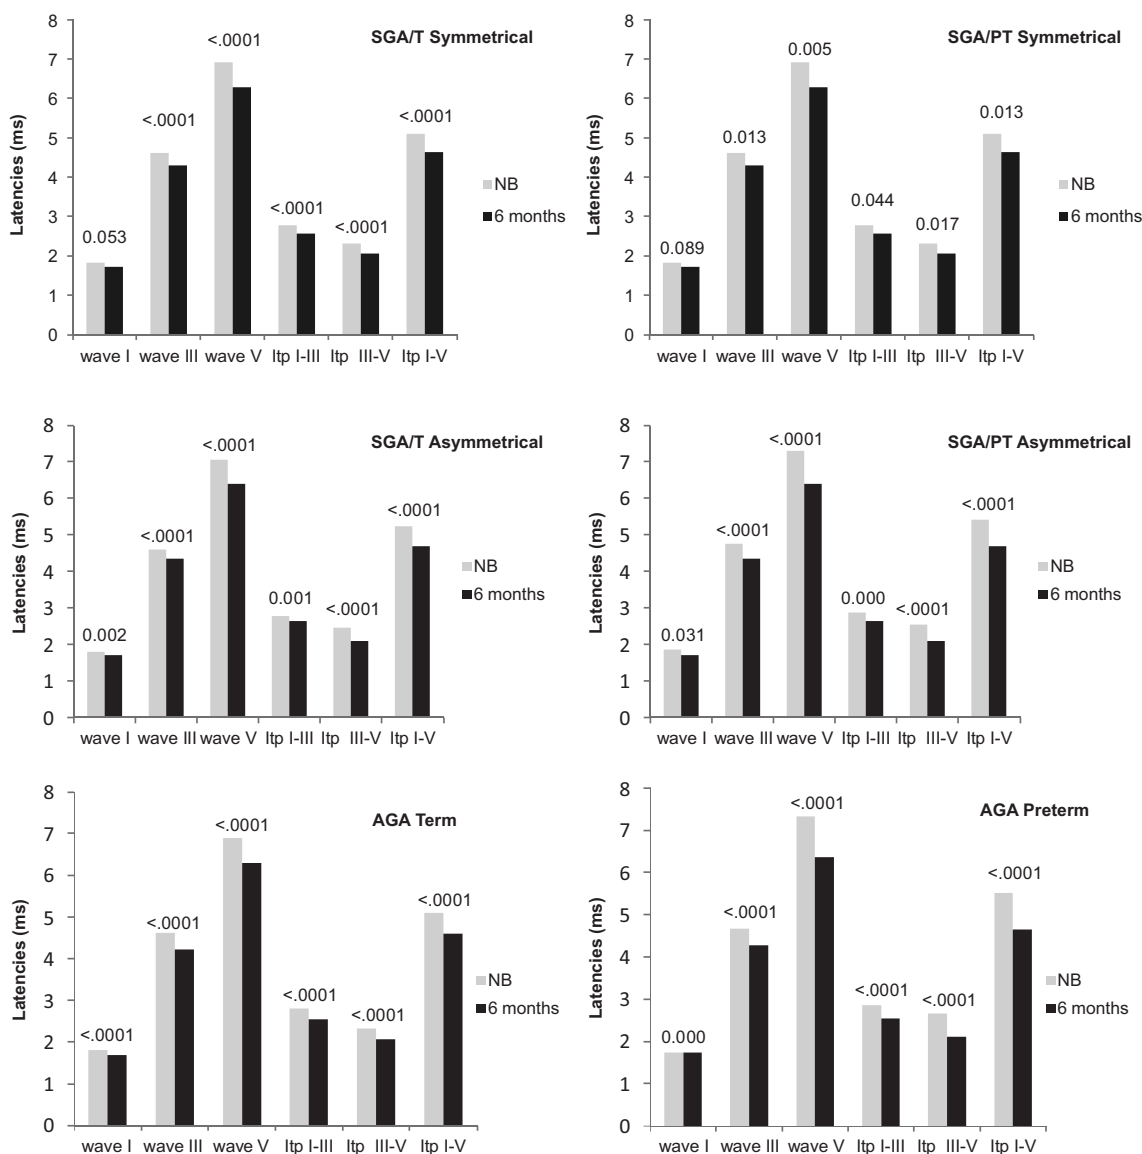 SGA/T Symmetrical
Latencies (ms)
8
7
6
5
4
3
2
1
0
0.053
<.0001
<.0001
<.0001
<.0001
<.0001
wave I
wave III
wave V
Itp I-III
Itp III-V
Itp I-V
NB
6 months
SGA/PT Symmetrical
Latencies (ms)
8
7
6
5
4
3
2
1
0
0.089
0.013
0.005
0.044
0.017
0.013
wave I
wave III
wave V
Itp I-III
Itp III-V
Itp I-V
NB
6 months
SGA/T Asymmetrical
Latencies (ms)
8
7
6
5
4
3
2
1
0
0.002
<.0001
<.0001
0.001
<.0001
<.0001
wave I
wave III
wave V
Itp I-III
Itp III-V
Itp I-V
NB
6 months
SGA/PT Asymmetrical
Latencies (ms)
8
7
6
5
4
3
2
1
0
0.031
<.0001
<.0001
0.000
<.0001
<.0001
wave I
wave III
wave V
Itp I-III
Itp III-V
Itp I-V
NB
6 months
AGA Term
Latencies (ms)
8
7
6
5
4
3
2
1
0
<.0001
<.0001
<.0001
<.0001
<.0001
<.0001
wave I
wave III
wave V
Itp I-III
Itp III-V
Itp I-V
NB
6 months
AGA Preterm
Latencies (ms)
8
7
6
5
4
3
2
1
0
0.000
<.0001
<.0001
<.0001
<.0001
<.0001
wave I
wave III
wave V
Itp I-III
Itp III-V
Itp I-V
NB
6 months